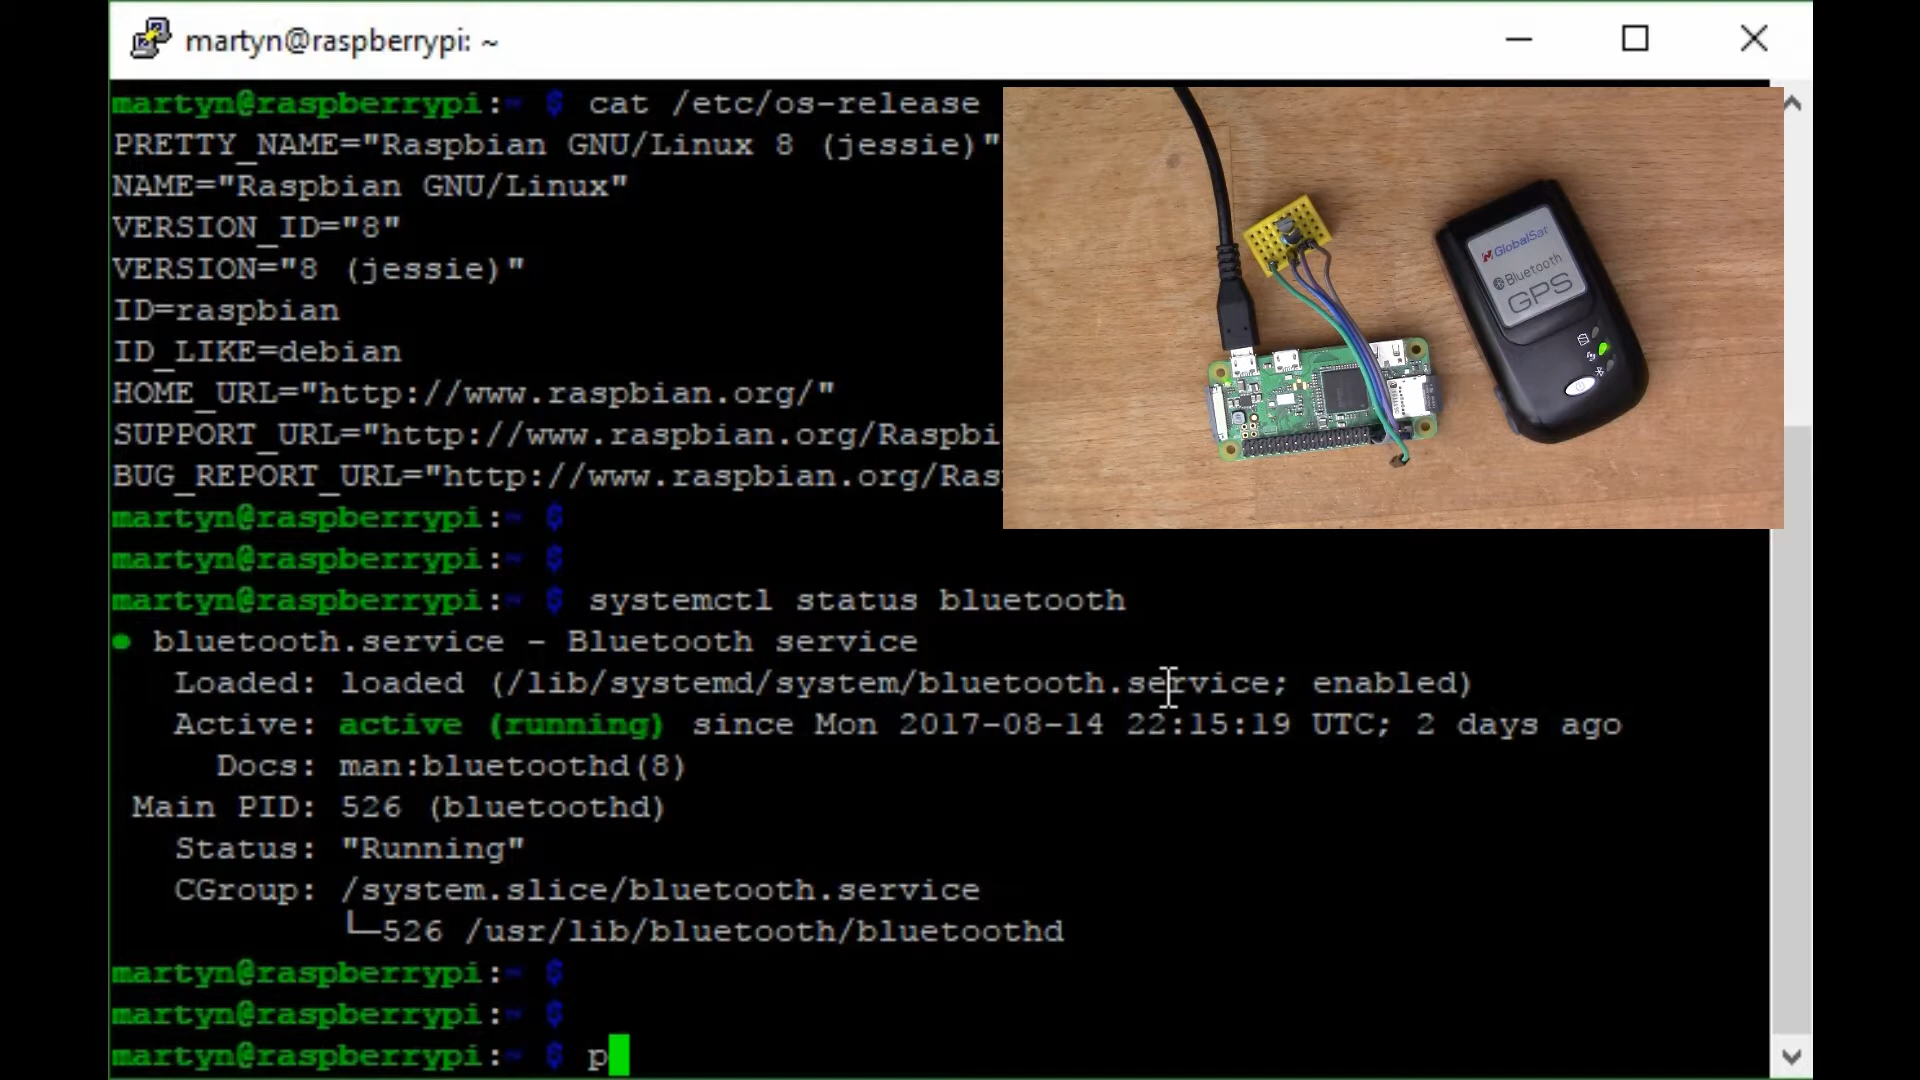 martyn@raspberrypi: ~
martyn@raspberrypi:~ $ cat /etc/os-release
PRETTY_NAME="Raspbian GNU/Linux 8 (jessie)"
NAME="Raspbian GNU/Linux"
VERSION_ID="8"
VERSION="8 (jessie)"
ID=raspbian
ID_LIKE=debian
HOME_URL="http://www.raspbian.org/"
SUPPORT_URL="http://www.raspbian.org/Raspbi
BUG_REPORT_URL="http://www.raspbian.org/Ras
GlobalSat
Bluetooth
GPS
martyn@raspberrypi:~ $
martyn@raspberrypi:~ $
martyn@raspberrypi:~ $ systemctl status bluetooth
● bluetooth.service - Bluetooth service
Loaded: loaded (/lib/systemd/system/bluetooth.service; enabled)
Active: active (running) since Mon 2017-08-14 22:15:19 UTC; 2 days ago
Docs: man:bluetoothd(8)
Main PID: 526 (bluetoothd)
Status: "Running"
CGroup: /system.slice/bluetooth.service
└─526 /usr/lib/bluetooth/bluetoothd
martyn@raspberrypi:~ $
martyn@raspberrypi:~ $
martyn@raspberrypi:~ $ p